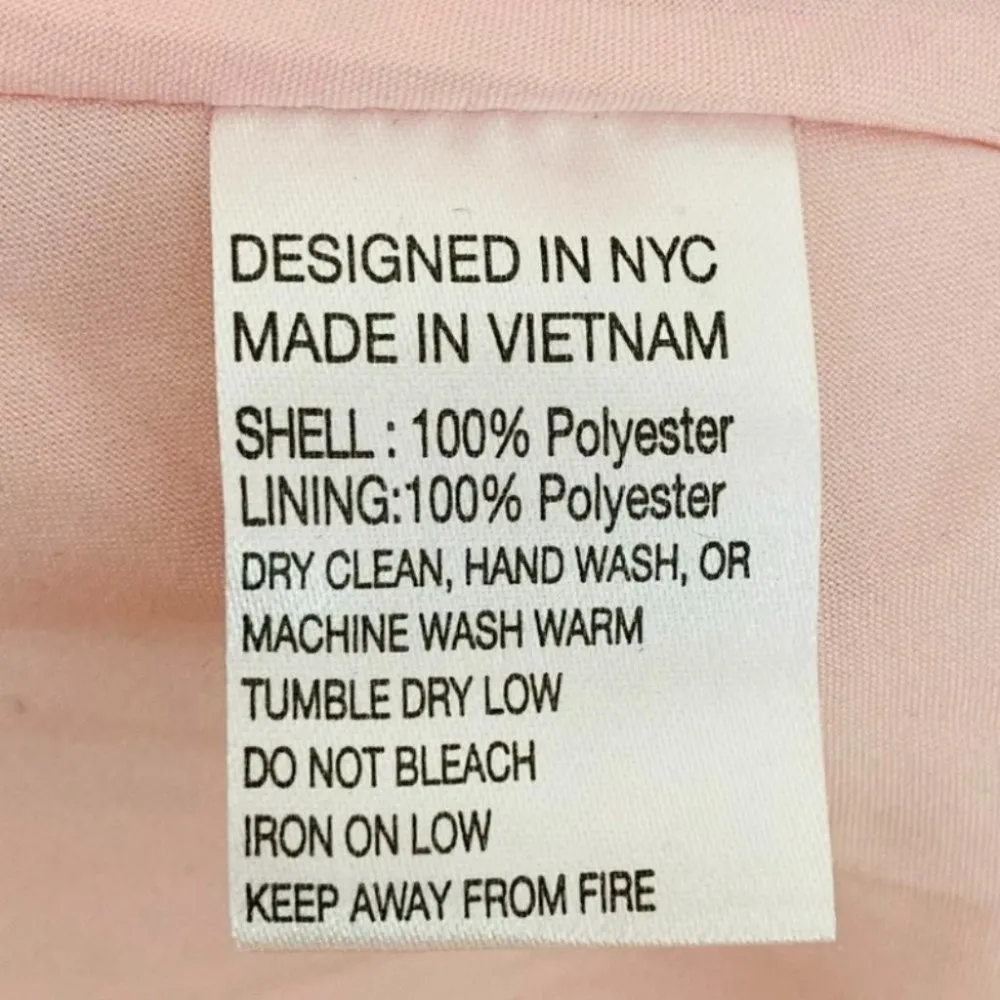 DESIGNED IN NYC
MADE IN VIETNAM
SHELL : 100% Polyester
LINING:100% Polyester
DRY CLEAN, HAND WASH, OR
MACHINE WASH WARM
TUMBLE DRY LOW
DO NOT BLEACH
IRON ON LOW
KEEP AWAY FROM FIRE